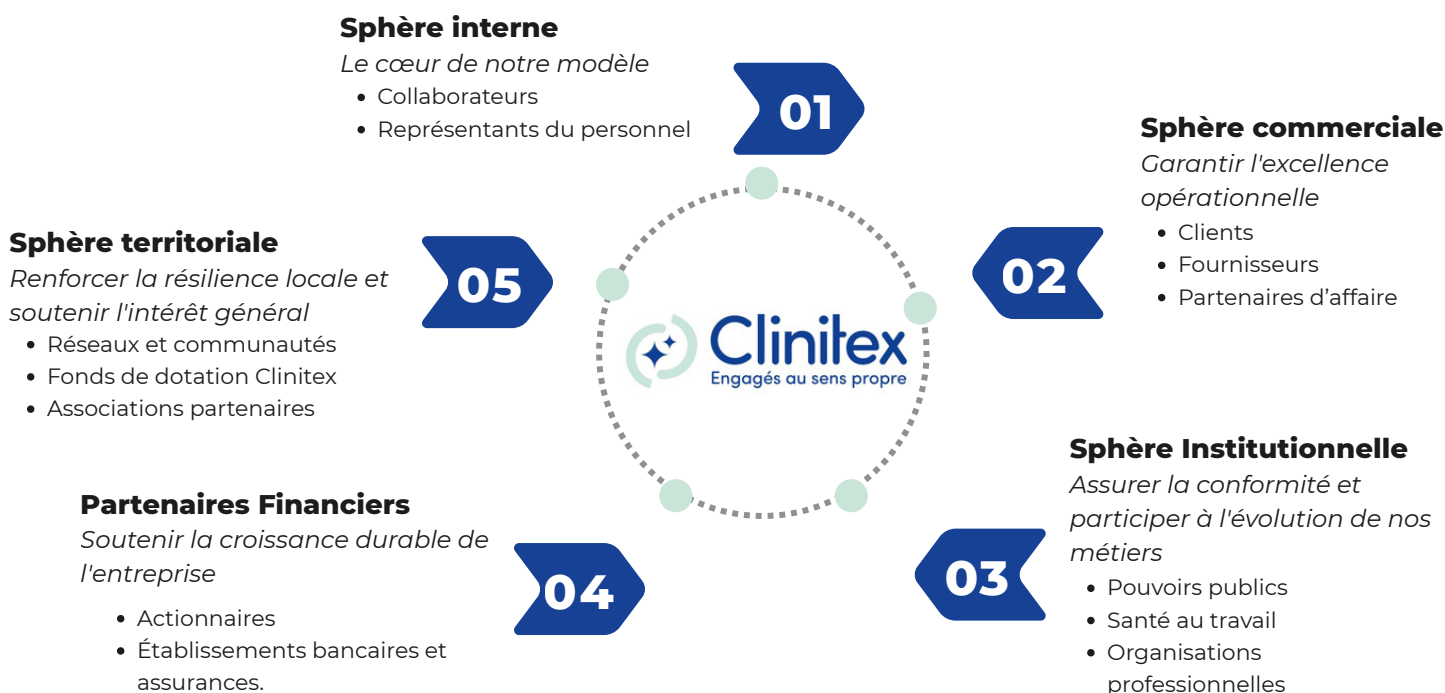 Sphère interne
Le cœur de notre modèle
• Collaborateurs
• Représentants du personnel
01
Sphère commerciale
Garantir l'excellence
opérationnelle
• Clients
• Fournisseurs
• Partenaires d’affaire
02
Sphère territoriale
Renforcer la résilience locale et
soutenir l'intérêt général
• Réseaux et communautés
• Fonds de dotation Clinitex
• Associations partenaires
05
Clinitex
Engagés au sens propre
Sphère Institutionnelle
Assurer la conformité et
participer à l'évolution de nos
métiers
• Pouvoirs publics
• Santé au travail
• Organisations
professionnelles
03
Partenaires Financiers
Soutenir la croissance durable de
l'entreprise
• Actionnaires
• Établissements bancaires et
assurances.
04